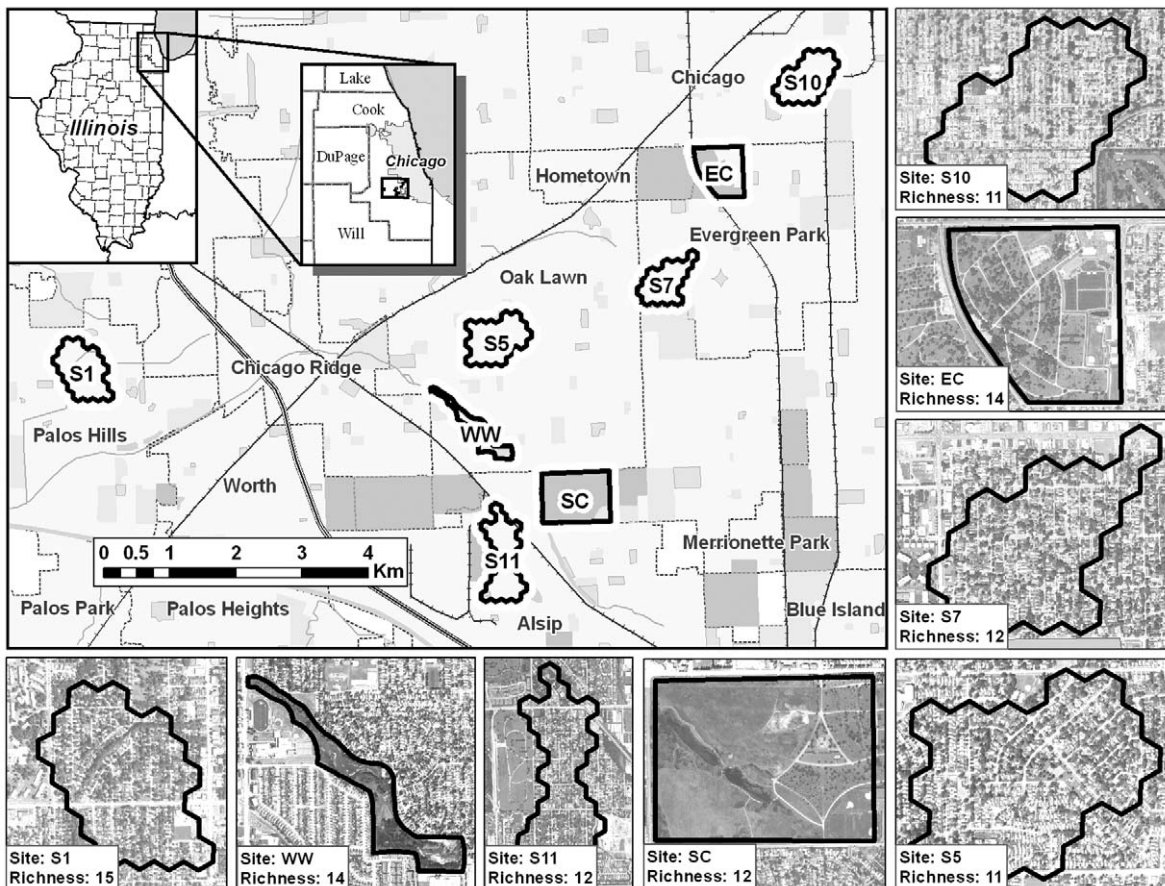 Illinois
Lake
Cook
DuPage
Chicago
Will
Chicago
S10
Hometown
EC
Evergreen Park
S7
Oak Lawn
S5
S1
Chicago Ridge
Palos Hills
WW
Worth
SC
S11
Merrionette Park
0 0.5 1 2 3 4
Km
Palos Park
Palos Heights
Alsip
Blue Island
Site: S10
Richness: 11
Site: EC
Richness: 14
Site: S7
Richness: 12
Site: S1
Richness: 15
Site: WW
Richness: 14
Site: S11
Richness: 12
Site: SC
Richness: 12
Site: S5
Richness: 11